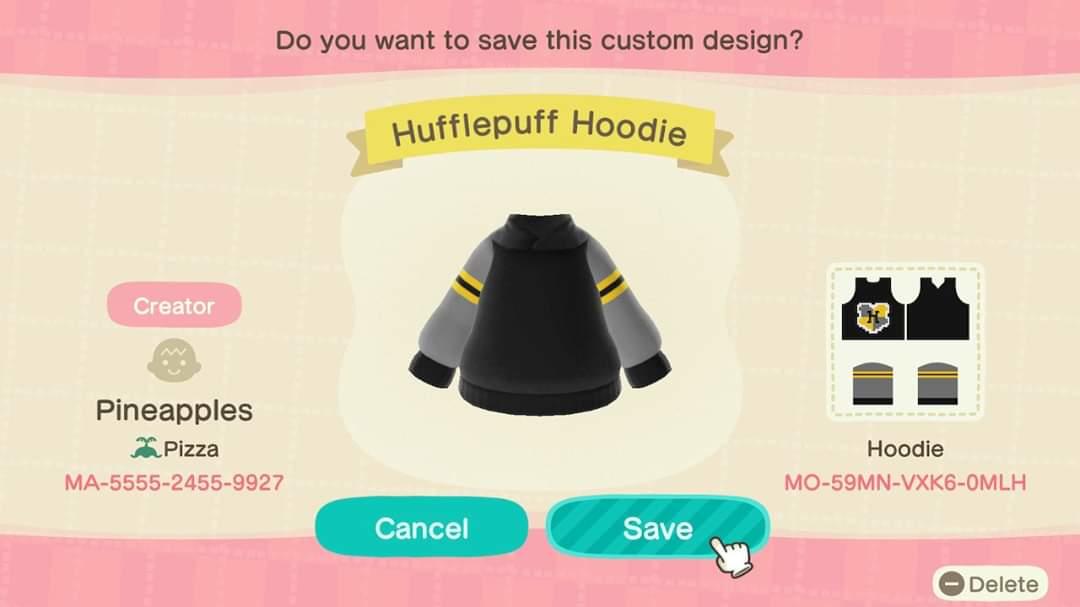 Do you want to save this custom design?
Hufflepuff Hoodie
Creator
Pineapples
Pizza
MA-5555-2455-9927
H
Hoodie
MO-59MN-VXK6-0MLH
Cancel
Save
Delete